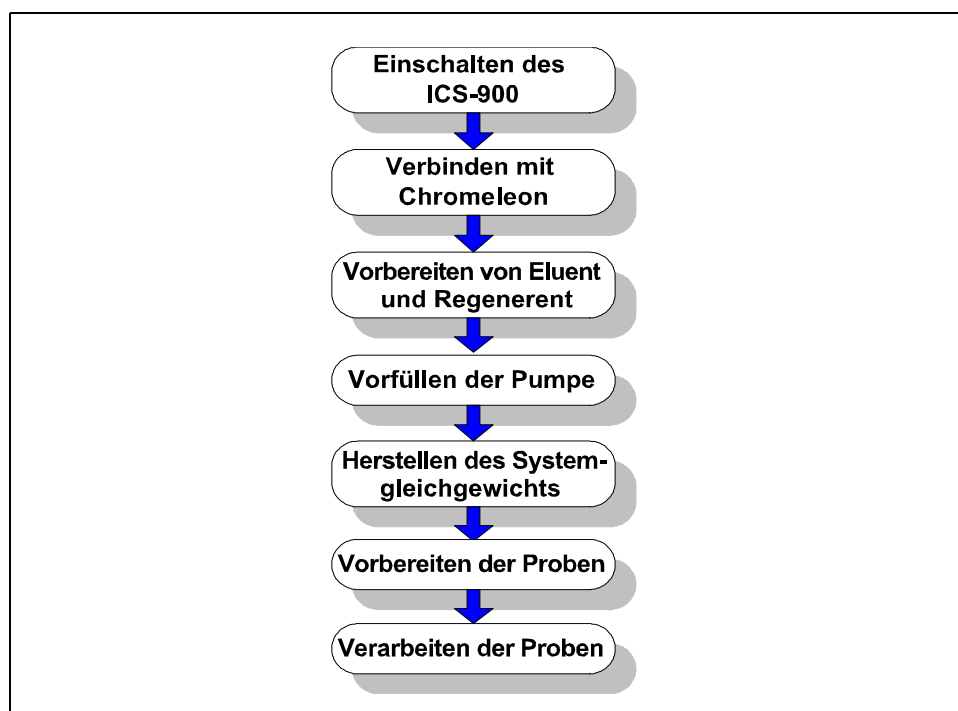 Einschalten des
ICS-900
Verbinden mit
Chromeleon
Vorbereiten von Eluent
und Regenerent
Vorfüllen der Pumpe
Herstellen des System-
gleichgewichts
Vorbereiten der Proben
Verarbeiten der Proben